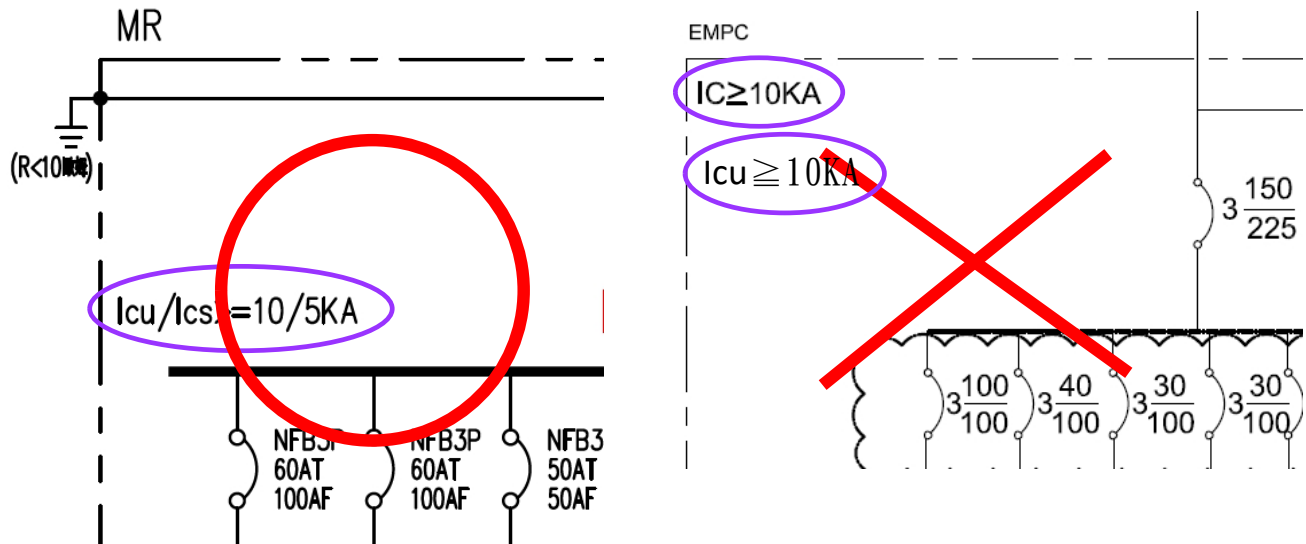 MR
(R<10
Icu/Ics>=10/5KA
NFB3P
60AT
100AF
NFB3P
60AT
100AF
NFB3
50AT
50AF
EMPC
IC≥10KA
Icu≧10KA
3 150/225
3 100/100
3 40/100
3 30/100
3 30/100